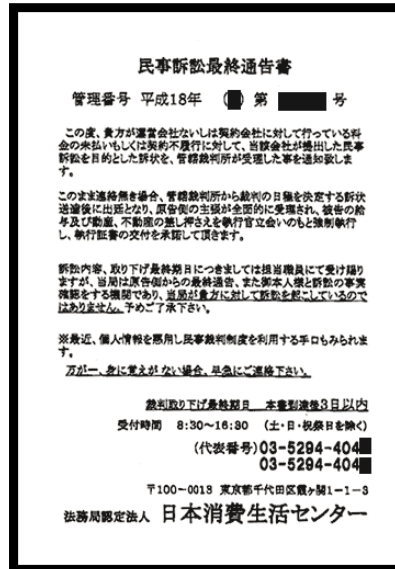 民事訴訟最終通告書
管理番号 平成18年 ( ) 第 号
この度、貴方が運営会社ないしは契約会社に対して行っている料
金の未払いもしくは契約不履行に対して、当該会社が提出した民事
訴訟を目的とした訴状を、管轄裁判所が受理した事を通知致しま
す。
このまま連絡無き場合、管轄裁判所から裁判の日程を決定する訴状
送達後に出廷となり、原告側の主張が全面的に受理され、被告の給
与及び動産、不動産の差し押さえを執行官立会いのもと強制執行
し、執行証書の交付を承諾して頂きます。
訴訟内容、取り下げ最終期日につきましては担当職員にて受け賜り
ますが、当局は原告側からの最終通告、また御本人様と訴訟の事実
確認をする機関であり、当局が貴方に対して訴訟を起こしているので
はありません。予めご了承下さい。
※最近、個人情報を悪用し民事裁判制度を利用する手口もみられま
す。
万が一、身に覚えがない場合、早急にご連絡下さい。
裁判取り下げ最終期日 本書到達後3日以内
受付時間 8:30～16:30 (土・日・祝祭日を除く)
(代表番号)03-5294-404
03-5294-404
〒100-0013 東京都千代田区霞ヶ関1-1-3
法務局認定法人 日本消費生活センター